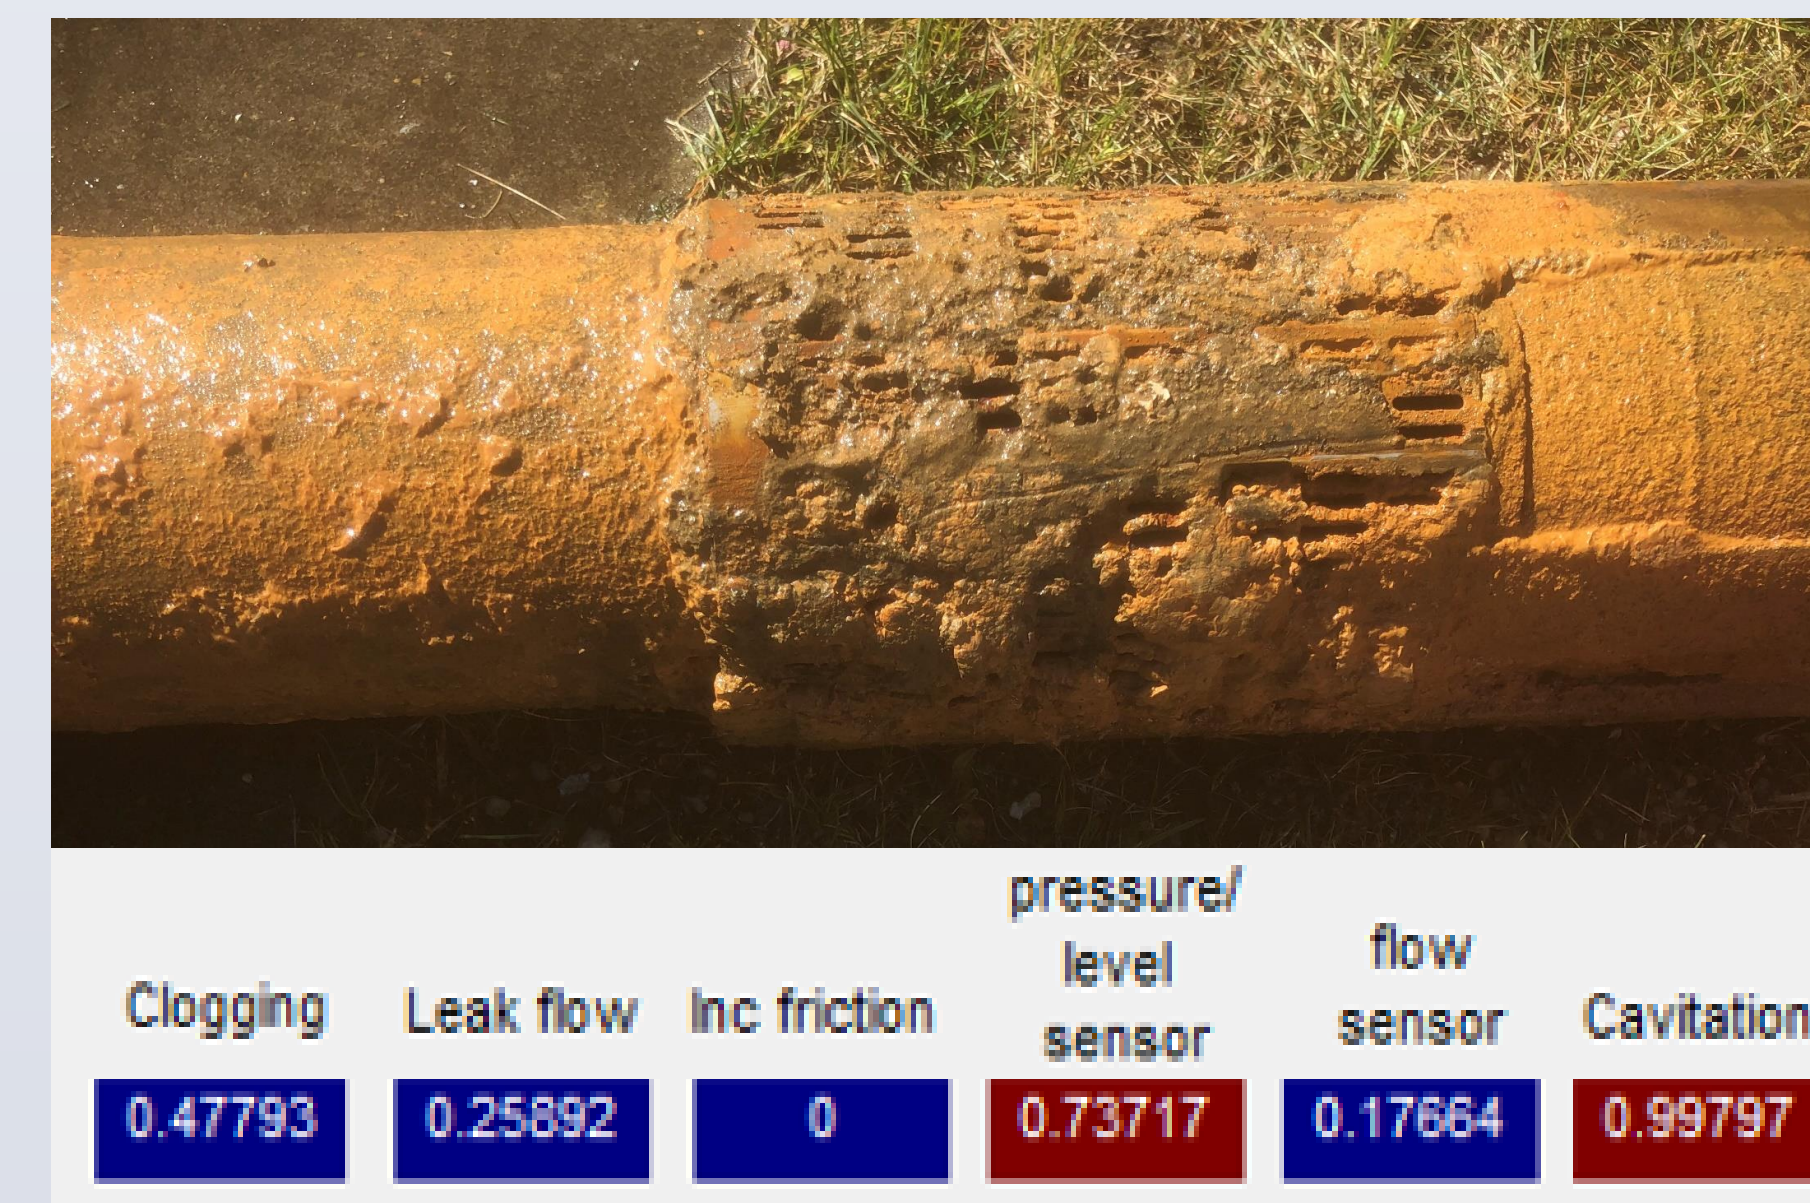 Clogging
Leak flow
Inc friction
pressure/
level
sensor
flow
sensor
Cavitation
0.47793
0.25892
0
0.73717
0.17664
0.99797